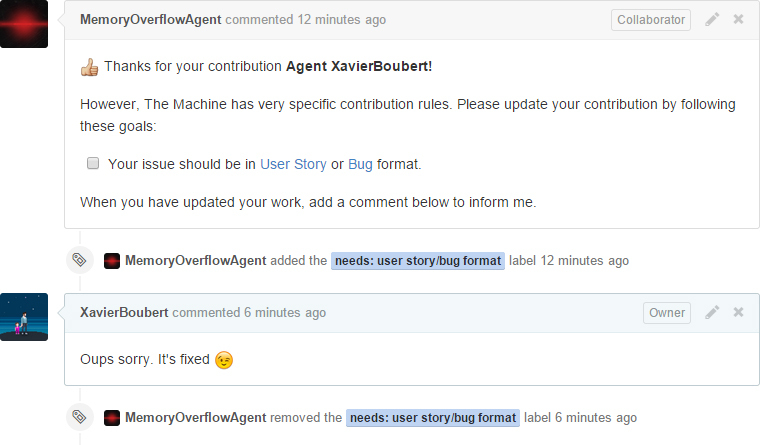 MemoryOverflowAgent commented 12 minutes ago Collaborator
Thanks for your contribution Agent XavierBoubert!
However, The Machine has very specific contribution rules. Please update your contribution by following
these goals:
Your issue should be in User Story or Bug format.
When you have updated your work, add a comment below to inform me.
MemoryOverflowAgent added the needs: user story/bug format label 12 minutes ago
XavierBoubert commented 6 minutes ago Owner
Oups sorry. It's fixed
MemoryOverflowAgent removed the needs: user story/bug format label 6 minutes ago